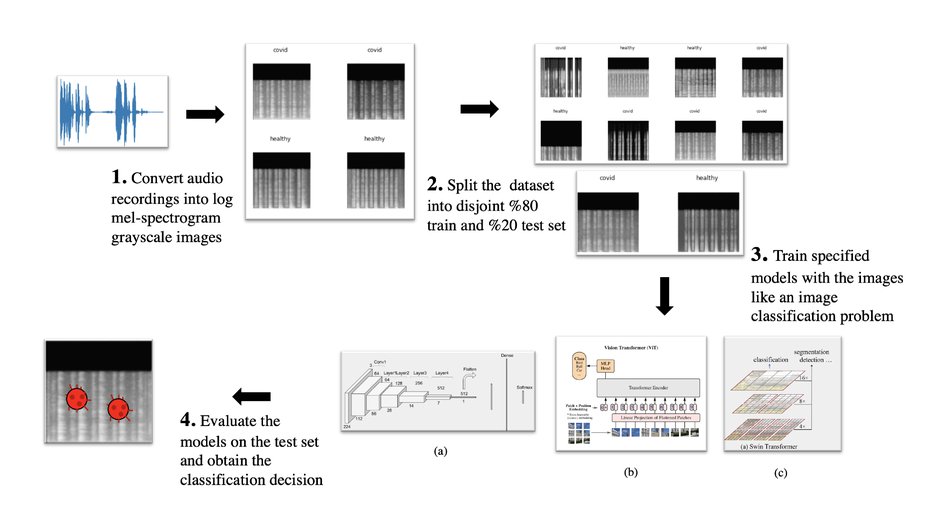 covid
covid
healthy
healthy
1. Convert audio
recordings into log
mel-spectrogram
grayscale images
covid
healthy
healthy
covid
healthy
covid
covid
covid
2. Split the dataset
into disjoint %80
train and %20 test set
covid
healthy
3. Train specified
models with the images
like an image
classification problem
4. Evaluate the
models on the test set
and obtain the
classification decision
3
Conv1
64
Layer1
Layer2
Layer3
Layer4
64
128
256
512
Flatten
512
Dense
Softmax
224
112
56
28
14
7
1
(a)
Vision Transformer (ViT)
Class
Bird
Ball
Car
...
MLP
Head
Transformer Encoder
Patch + Position
Embedding
Linear Projection of Flattened Patches
(b)
segmentation
classification
detection ...
16×
8×
4×
(a) Swin Transformer
(c)